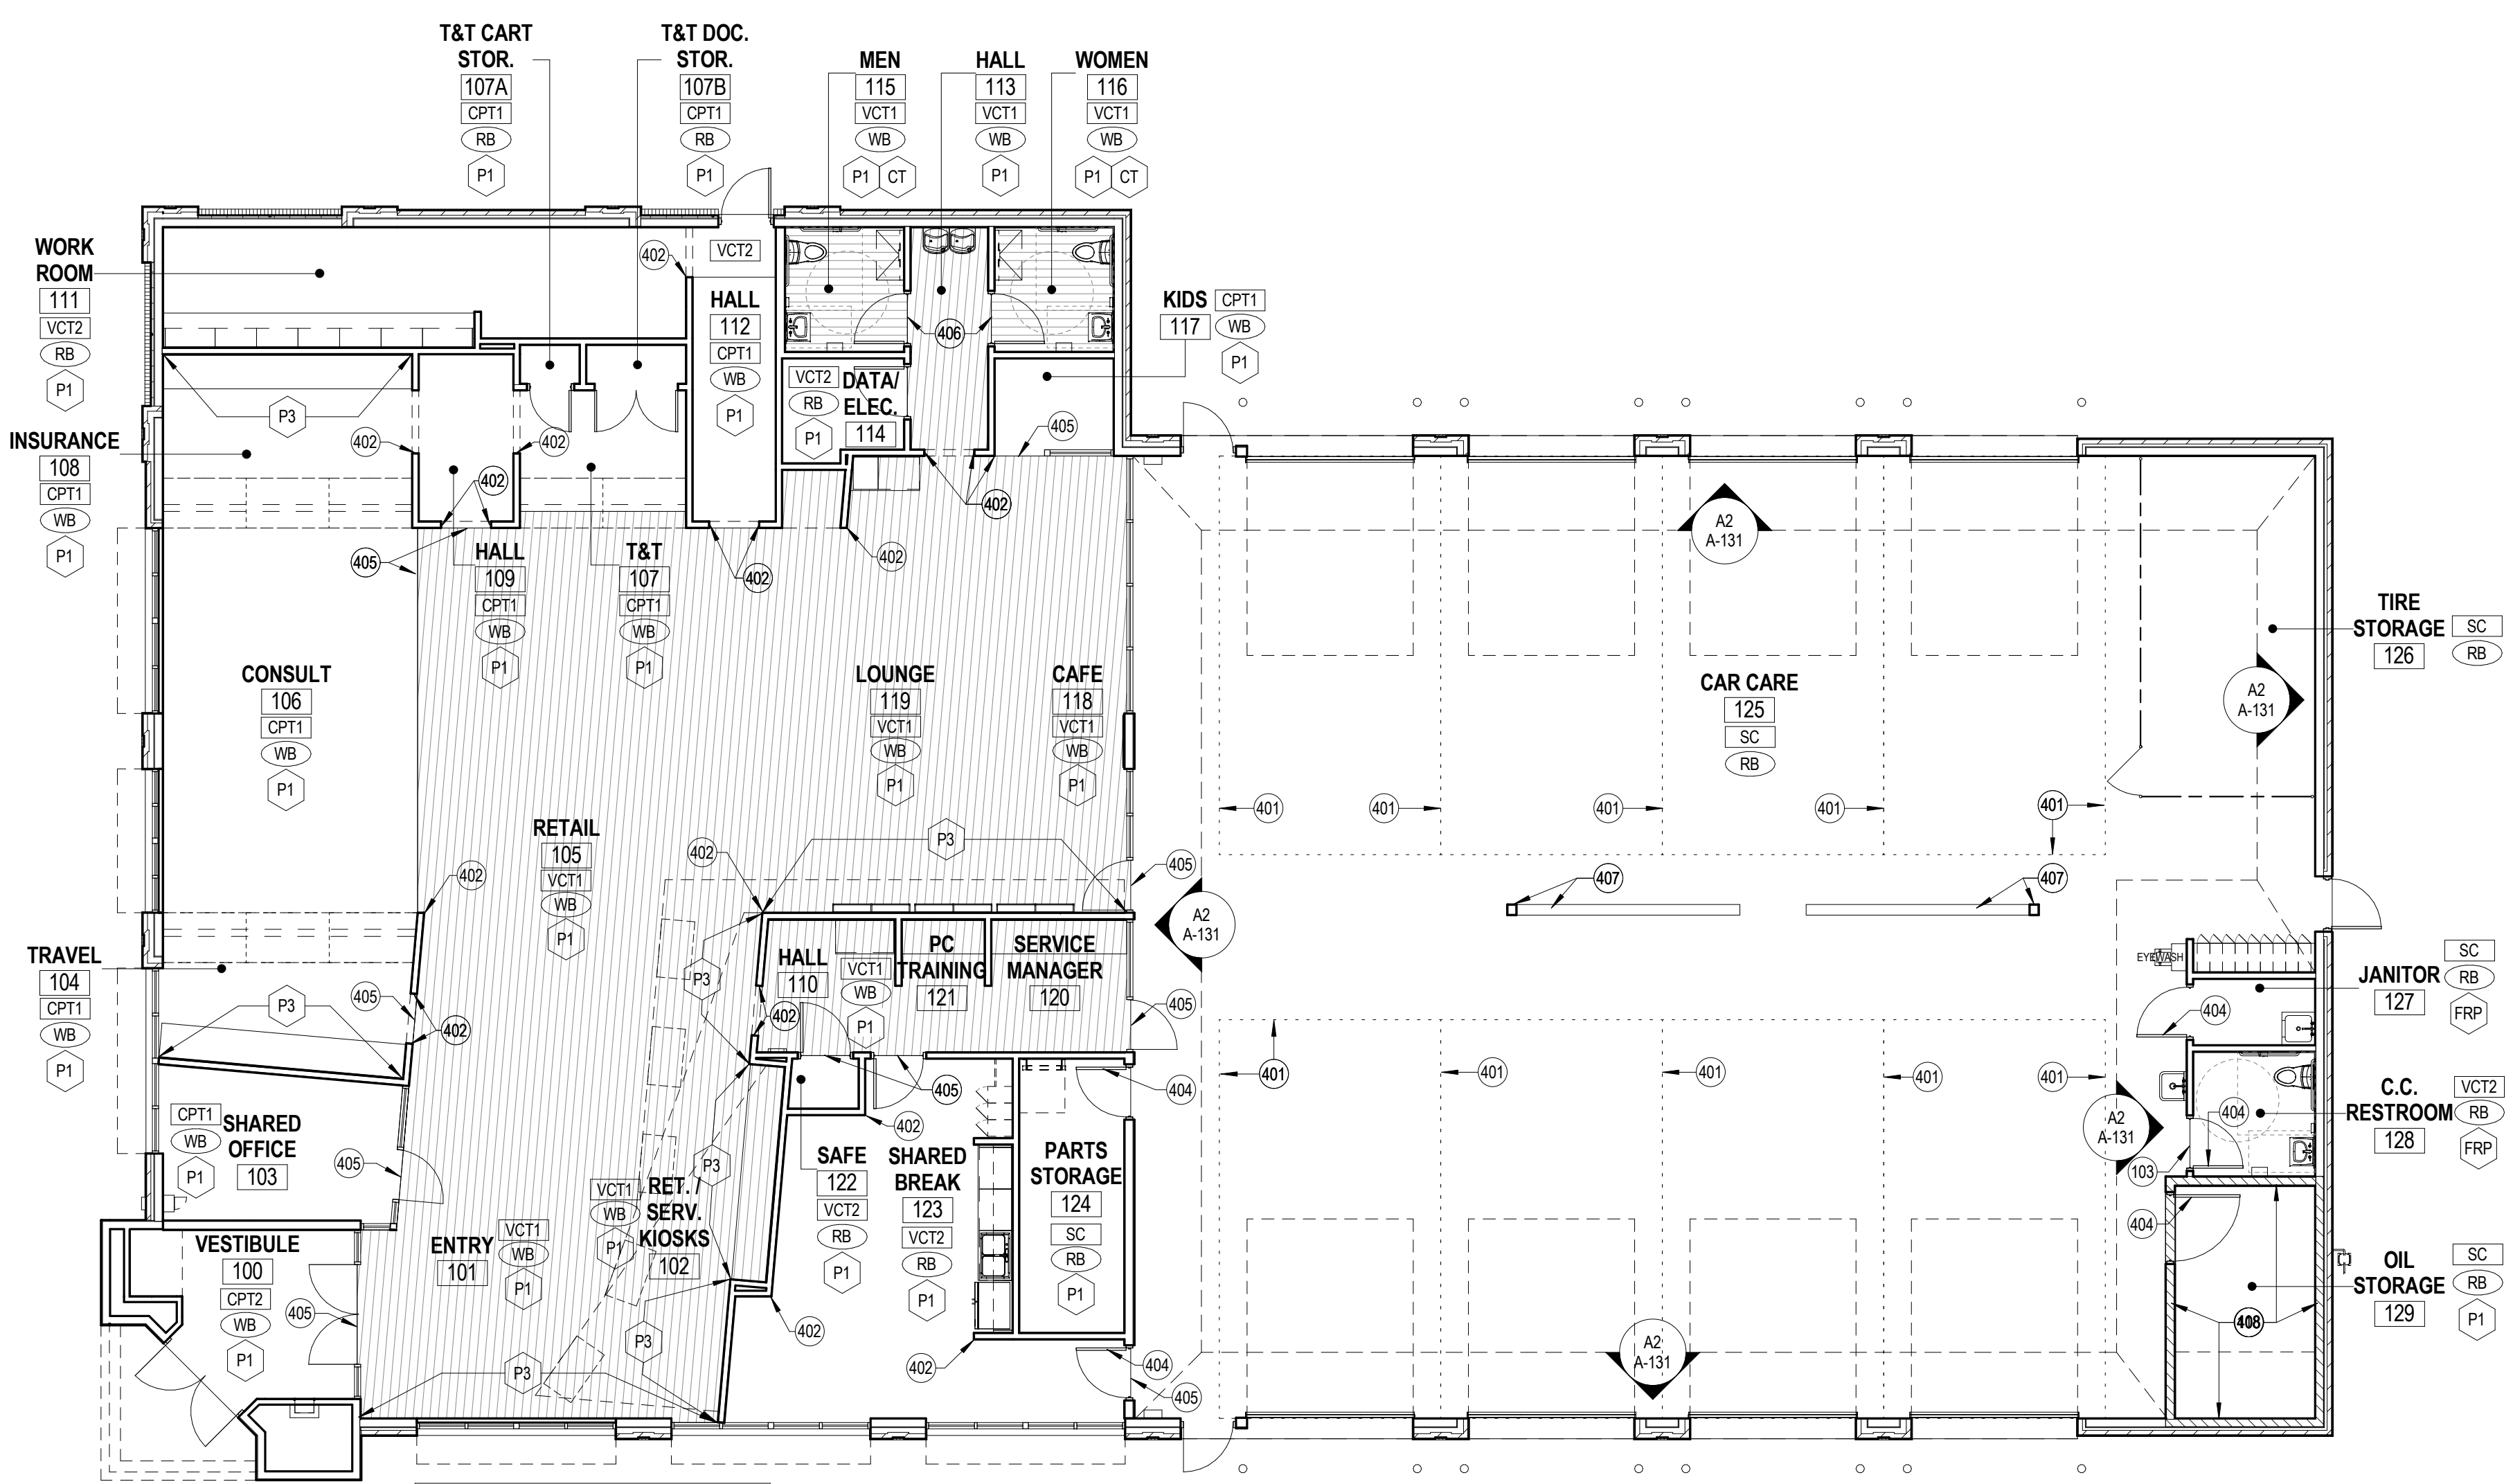 T&T CART
STOR.
107A
CPT1
RB
P1
T&T DOC.
STOR.
107B
CPT1
RB
P1
MEN
115
VCT1
WB
P1 CT
HALL
113
VCT1
WB
P1
WOMEN
116
VCT1
WB
P1 CT
WORK
ROOM
111
VCT2
RB
P1
402
VCT2
HALL
112
CPT1
WB
P1
406
KIDS CPT1
117 WB
P1
VCT2
RB
P1
DATA/
ELEC.
114
405
P3
INSURANCE
108
CPT1
WB
P1
402
402
402
402
405
402
402
HALL
109
CPT1
WB
P1
T&T
107
CPT1
WB
P1
A2
A-131
TIRE
STORAGE
126
SC
RB
CONSULT
106
CPT1
WB
P1
LOUNGE
119
VCT1
WB
P1
CAFE
118
VCT1
WB
P1
CAR CARE
125
SC
RB
A2
A-131
401
401
401
401
401
RETAIL
105
VCT1
WB
P1
402
P3
402
405
407
407
A2
A-131
TRAVEL
104
CPT1
WB
P1
P3
405
402
P3
HALL
110
VCT1
WB
P1
402
PC
TRAINING
121
SERVICE
MANAGER
120
405
EYEWASH
JANITOR
127
SC
RB
FRP
404
405
404
401
401
401
401
401
CPT1
WB
P1
SHARED
OFFICE
103
405
402
P3
A2
A-131
404
103
C.C.
RESTROOM
128
VCT2
RB
FRP
SAFE
122
VCT2
RB
P1
SHARED
BREAK
123
VCT2
RB
P1
PARTS
STORAGE
124
SC
RB
P1
VCT1
WB
P1
RET. /
SERV.
KIOSKS
102
404
VESTIBULE
100
CPT2
WB
P1
ENTRY
101
VCT1
WB
P1
405
OIL
STORAGE
129
SC
RB
P1
P3
402
402
404
405
P3
A2
A-131